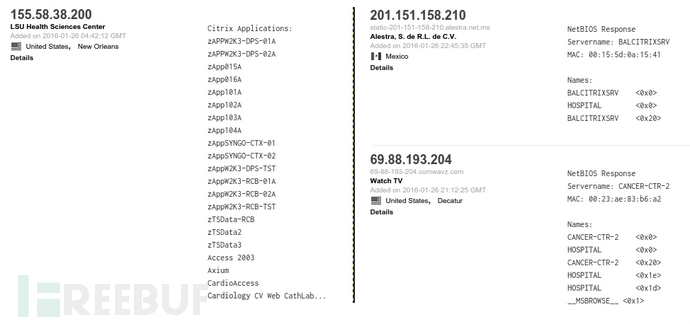 155.58.38.200
LSU Health Sciences Center
Added on 2016-01-26 04:42:12 GMT
United States, New Orleans
Details
Citrix Applications:
zAPPW2K3-DPS-01A
zAPPW2K3-DPS-02A
zApp015A
zApp016A
zApp101A
zApp102A
zApp103A
zApp104A
zAppSYNGO-CTX-01
zAppSYNGO-CTX-02
zAppW2K3-DPS-TST
zAppW2K3-RCB-01A
zAppW2K3-RCB-02A
zAppW2K3-RCB-TST
zTSData-RCB
zTSData2
zTSData3
Access 2003
Axium
CardioAccess
Cardiology CV Web CathLab...
201.151.158.210
static-201-151-158-210.alestra.net.mx
Alestra, S. de R.L. de C.V.
Added on 2016-01-26 22:45:35 GMT
Mexico
Details
NetBIOS Response
Servername: BALCITRIXSRV
MAC: 00:15:5d:0a:15:41
Names:
BALCITRIXSRV <0x0>
HOSPITAL <0x0>
BALCITRIXSRV <0x20>
69.88.193.204
69-88-193-204.comwavz.com
Watch TV
Added on 2016-01-26 21:12:25 GMT
United States, Decatur
Details
NetBIOS Response
Servername: CANCER-CTR-2
MAC: 00:23:ae:83:b6:a2
Names:
CANCER-CTR-2 <0x0>
HOSPITAL <0x0>
CANCER-CTR-2 <0x20>
HOSPITAL <0x1e>
HOSPITAL <0x1d>
__MSBROWSE__ <0x1>
FREEBUF